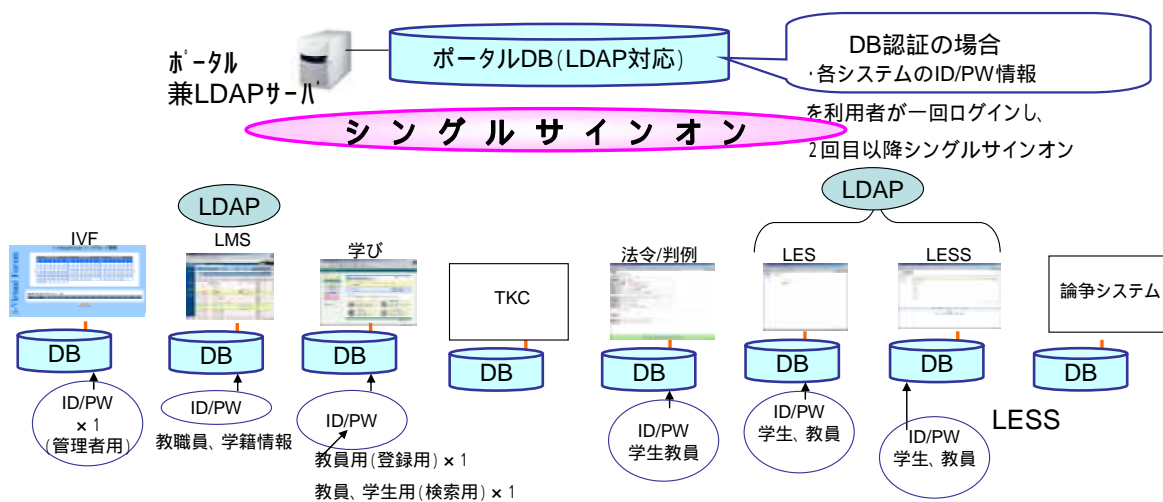 ポータル
兼LDAPサーバ
ポータルDB(LDAP対応)
DB認証の場合
・各システムのID/PW情報
を利用者が一回ログインし、
2回目以降シングルサインオン
シングルサインオン
LDAP
LDAP
IVF
LMS
学び
TKC
法令/判例
LES
LESS
論争システム
DB
DB
DB
DB
DB
DB
DB
DB
ID/PW
×1
(管理者用)
ID/PW
教職員、学籍情報
ID/PW
教員用(登録用)×1
教員、学生用(検索用)×1
ID/PW
学生教員
ID/PW
学生、教員
ID/PW
学生、教員
LESS